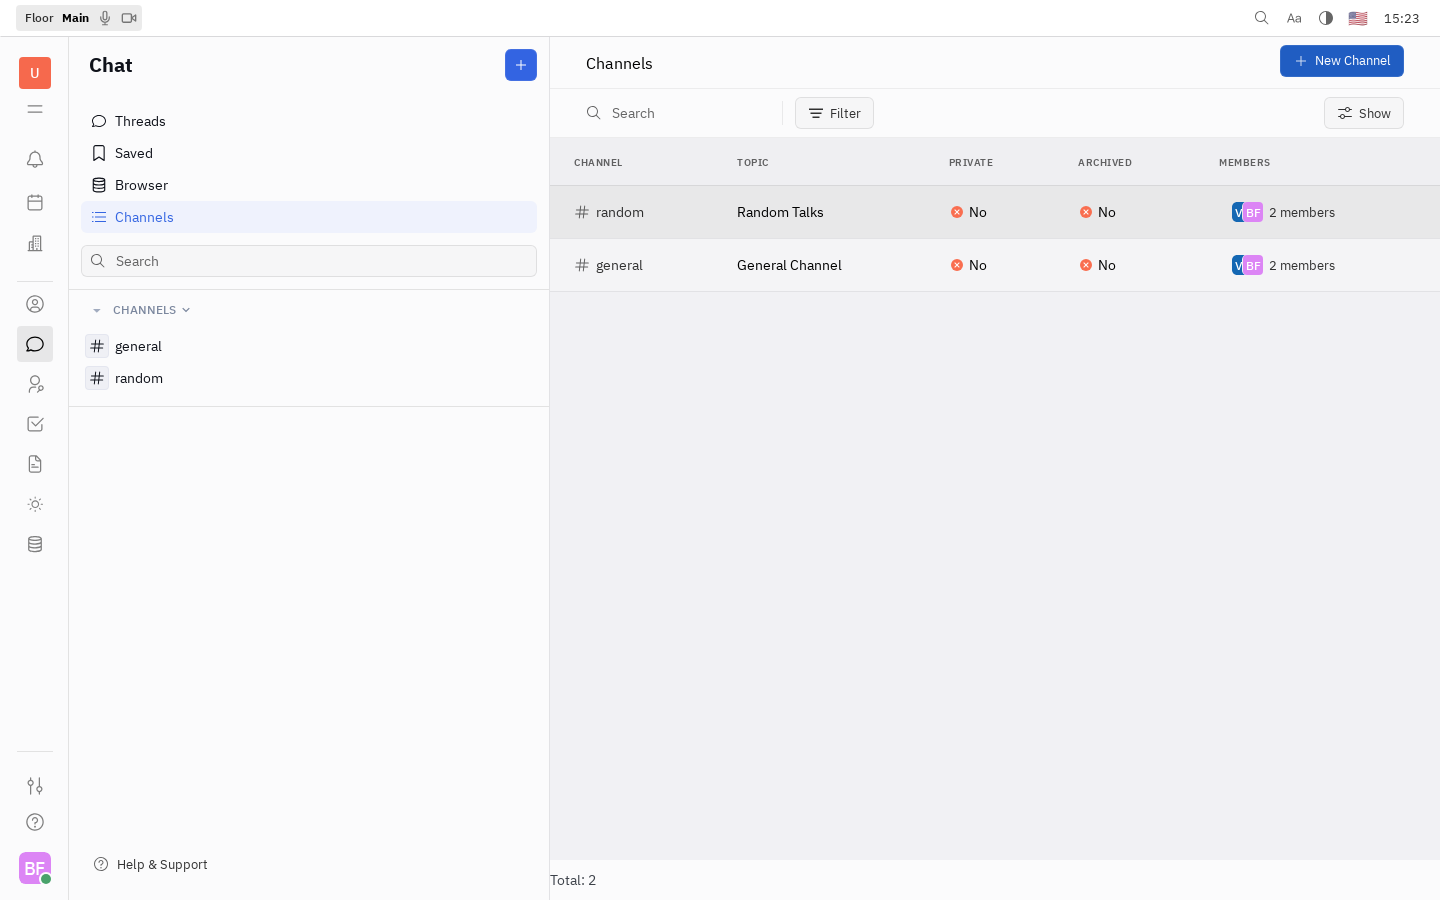 Floor Main
Aa
15:23
U
Chat
Threads
Saved
Browser
Channels
Search
CHANNELS
general
random
Help & Support
BF
Channels
New Channel
Search
Filter
Show
CHANNEL TOPIC PRIVATE ARCHIVED MEMBERS
random Random Talks No No V BF 2 members
general General Channel No No V BF 2 members
Total: 2